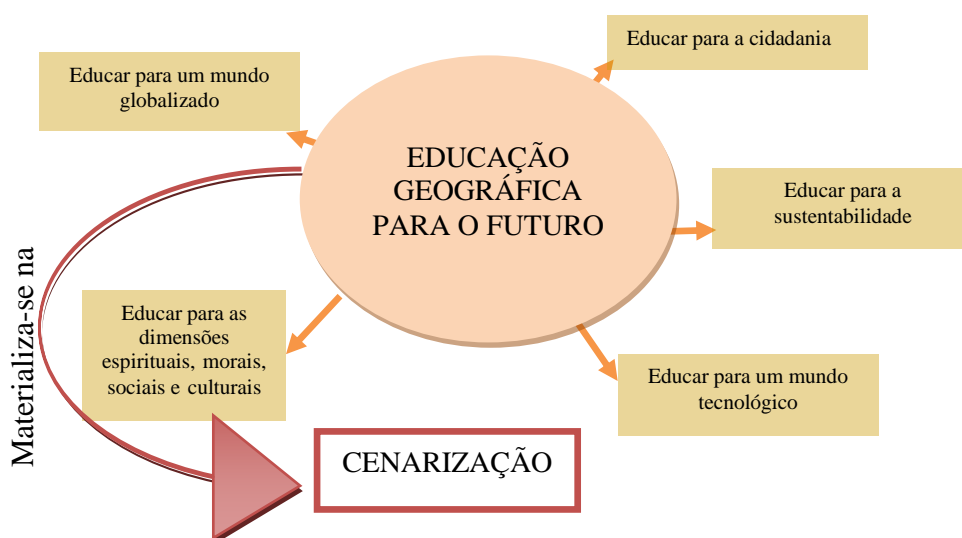 Educar para a cidadania
Educar para um mundo
globalizado
EDUCAÇÃO
GEOGRÁFICA
PARA O FUTURO
Educar para a
sustentabilidade
Materializa-se na
Educar para as
dimensões
espirituais, morais,
sociais e culturais
Educar para um mundo
tecnológico
CENARIZAÇÃO